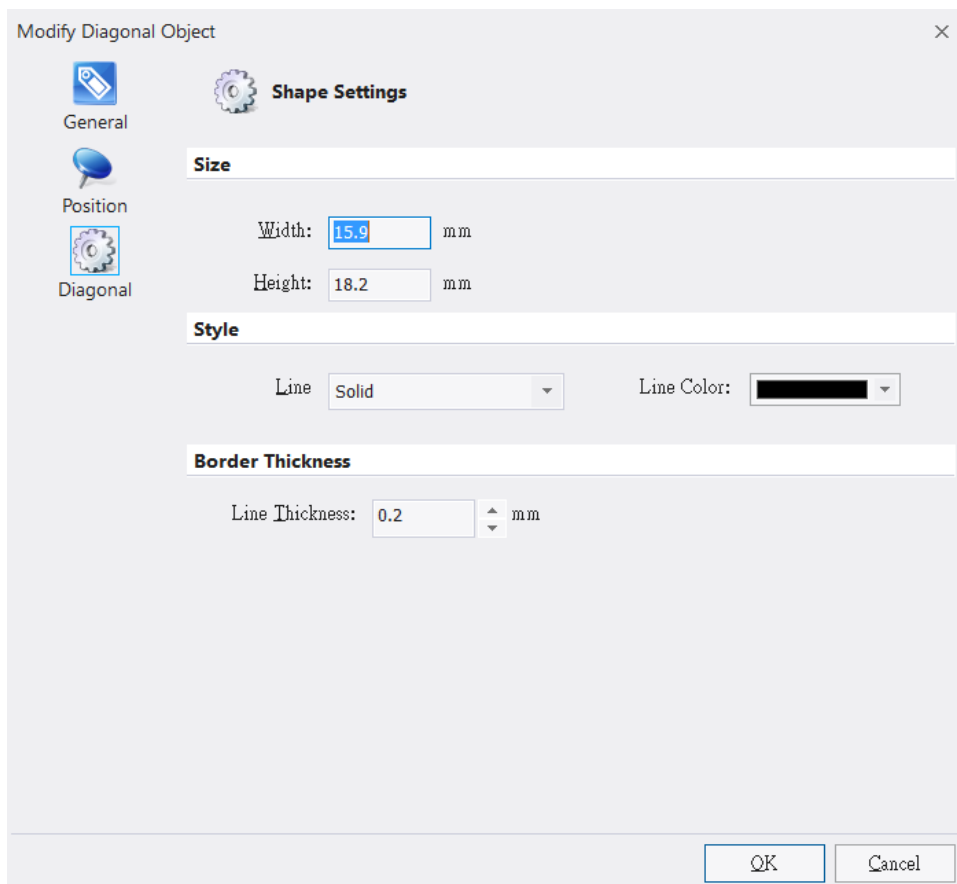 Modify Diagonal Object
General
Position
Diagonal
Shape Settings
Size
Width: 15.9 mm
Height: 18.2 mm
Style
Line Solid Line Color:
Border Thickness
Line Thickness: 0.2 mm
OK Cancel